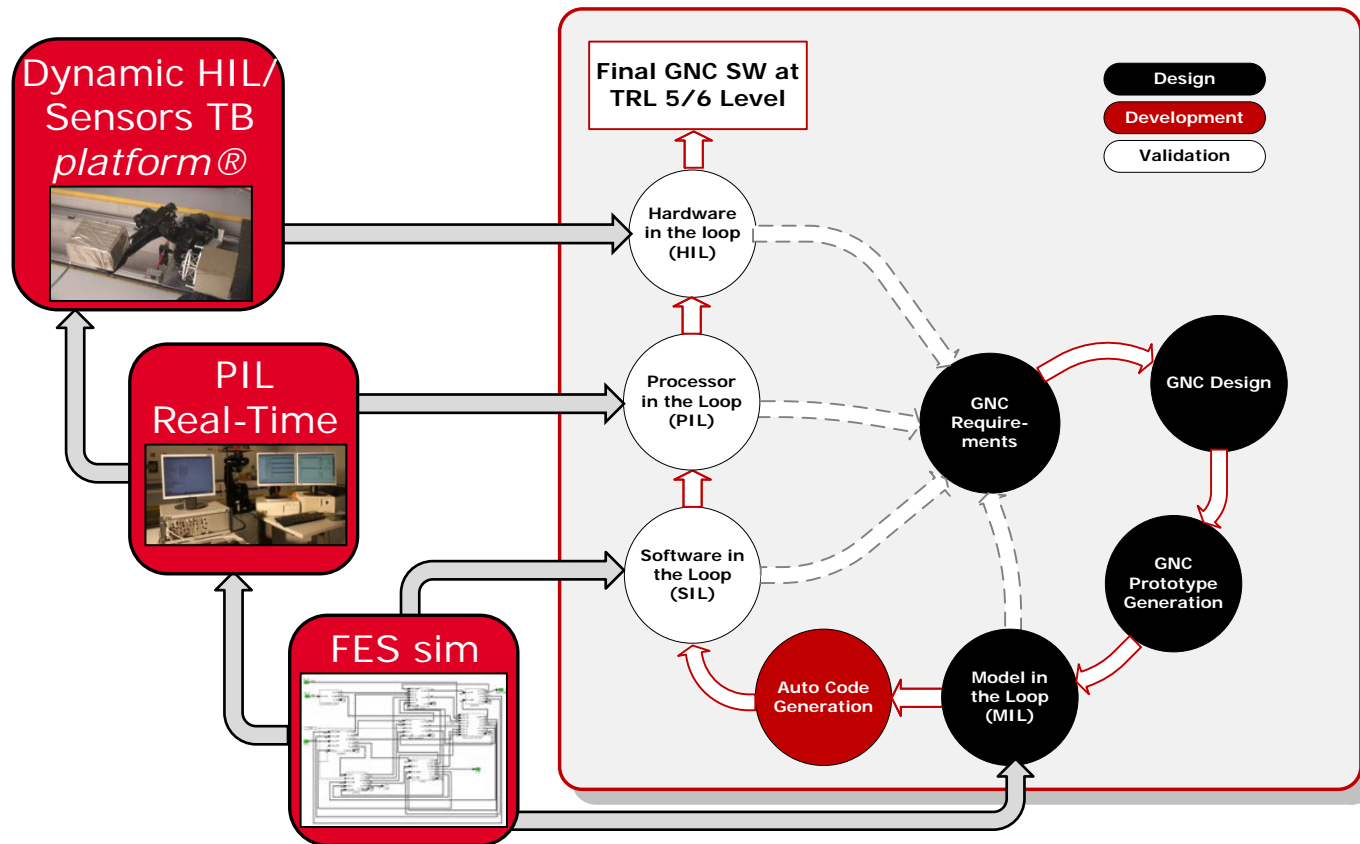 Dynamic HIL/
Sensors TB
platform®
PIL
Real-Time
FES sim
Final GNC SW at
TRL 5/6 Level
Design
Development
Validation
Hardware
in the loop
(HIL)
Processor
in the Loop
(PIL)
Software in
the Loop
(SIL)
Auto Code
Generation
Model in
the Loop
(MIL)
GNC
Prototype
Generation
GNC Design
GNC
Require-
ments